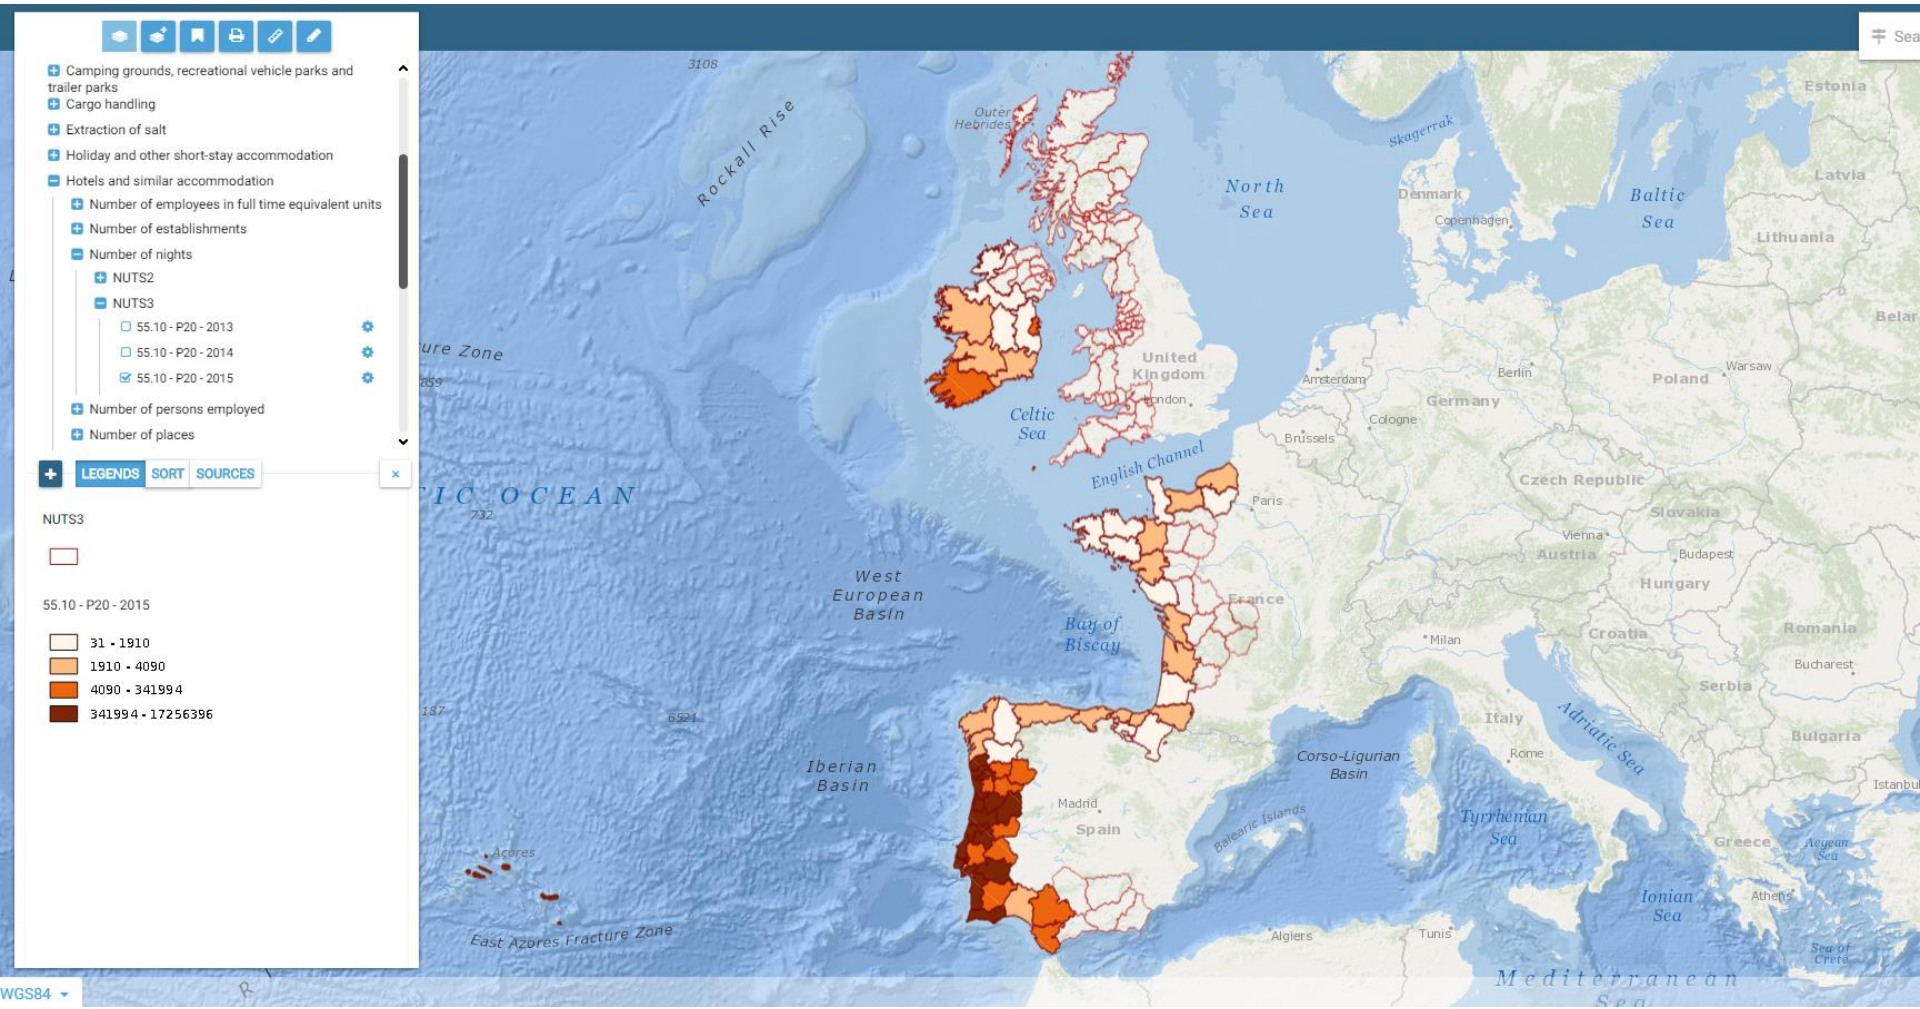 Sea
Camping grounds, recreational vehicle parks and
trailer parks
Cargo handling
Extraction of salt
Holiday and other short-stay accommodation
Hotels and similar accommodation
Number of employees in full time equivalent units
Number of establishments
Number of nights
NUTS2
NUTS3
55.10 - P20 - 2013
55.10 - P20 - 2014
55.10 - P20 - 2015
Number of persons employed
Number of places
LEGENDS SORT SOURCES
NUTS3
55.10 - P20 - 2015
31 - 1910
1910 - 4090
4090 - 341994
341994 - 17256396
WGS84
3108
Rockall Rise
Outer
Hebrides
North
Sea
Skagerrak
Estonia
Latvia
Baltic
Sea
Denmark
Copenhagen
Lithuania
Belar
ure Zone
859
United
Kingdom
London
Celtic
Sea
English Channel
Amsterdam
Berlin
Warsaw
Poland
Germany
Cologne
Brussels
TIC OCEAN
732
Paris
Czech Republic
Slovakia
Vienna
Austria
Budapest
Hungary
West
European
Basin
France
Bay of
Biscay
Milan
Croatia
Romania
Bucharest
Serbia
187
6521
Italy
Adriatic Sea
Bulgaria
Rome
Corso-Ligurian
Basin
Istanbu
Iberian
Basin
Madrid
Spain
Balearic Islands
Tyrrhenian
Sea
Greece
Aegean
Sea
Açores
Ionian
Sea
Athens
East Azores Fracture Zone
Algiers
Tunis
Sea of
Crete
Mediterranean
Sea
R